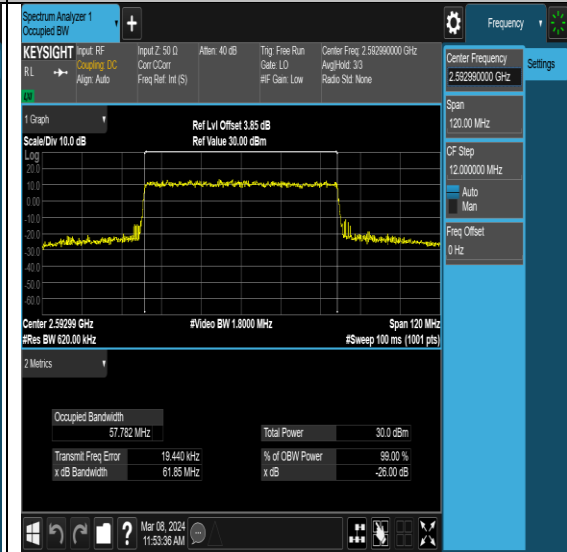 Spectrum Analyzer 1
Occupied BW
+
Frequency
KEYSIGHT
RL
Input: RF
Coupling: DC
Align: Auto
Input Z: 50 Ω
Corr CCorr
Freq Ref: Int (S)
Atten: 40 dB
Trig: Free Run
Gate: LO
#IF Gain: Low
Center Freq: 2.592990000 GHz
Avg|Hold: 3/3
Radio Std: None
Center Frequency
2.592990000 GHz
Settings
Span
120.00 MHz
CF Step
12.000000 MHz
Auto
Man
Freq Offset
0 Hz
1 Graph
Scale/Div 10.0 dB
Ref Lvl Offset 3.85 dB
Ref Value 30.00 dBm
Log
20.0
10.0
0.00
-10.0
-20.0
-30.0
-40.0
-50.0
-60.0
Center 2.59299 GHz
#Video BW 1.8000 MHz
Span 120 MHz
#Res BW 620.00 kHz
#Sweep 100 ms (1001 pts)
2 Metrics
Occupied Bandwidth
57.782 MHz
Total Power 30.0 dBm
Transmit Freq Error 19.440 kHz
% of OBW Power 99.00 %
x dB Bandwidth 61.85 MHz
x dB -26.00 dB
?
Mar 08, 2024
11:53:36 AM